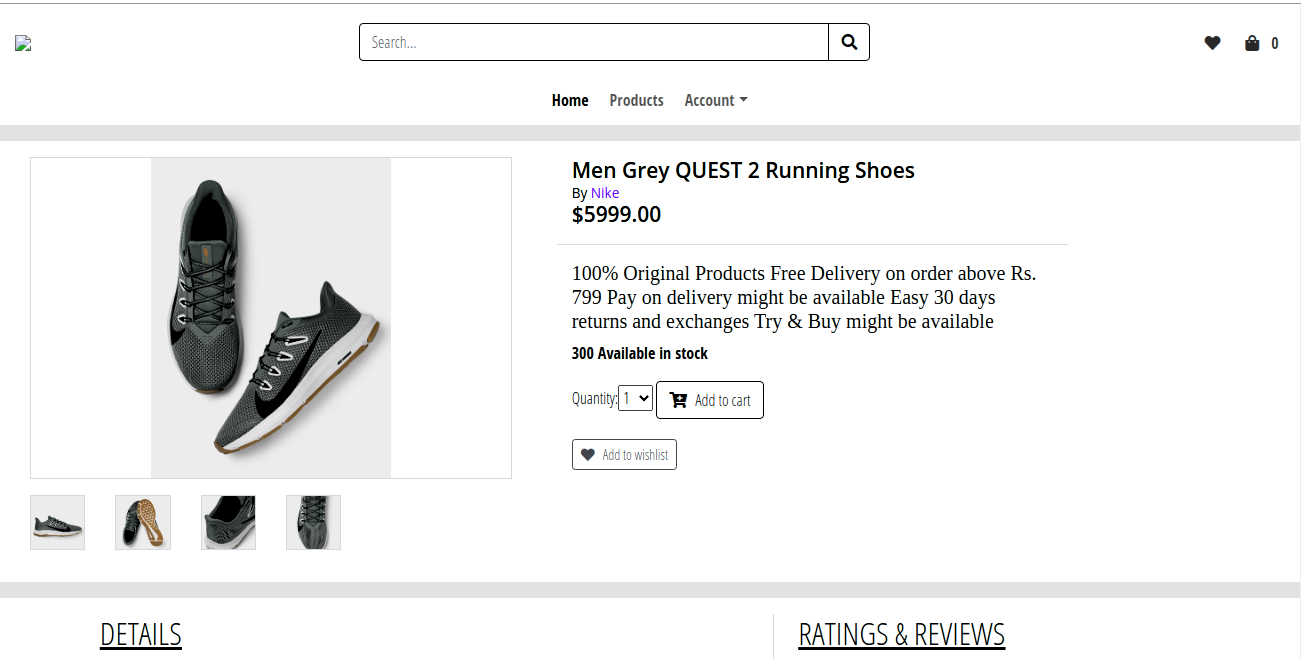 Search...
0
Home Products Account
Men Grey QUEST 2 Running Shoes
By Nike
$5999.00
100% Original Products Free Delivery on order above Rs.
799 Pay on delivery might be available Easy 30 days
returns and exchanges Try & Buy might be available
300 Available in stock
Quantity: 1 Add to cart
Add to wishlist
DETAILS
RATINGS & REVIEWS